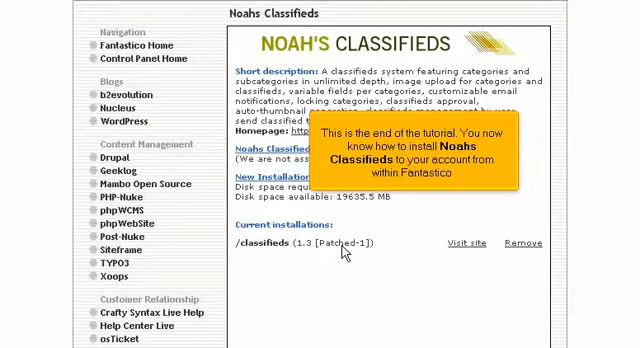 Noahs Classifieds
Navigation
Fantastico Home
Control Panel Home
Blogs
b2evolution
Nucleus
WordPress
Content Management
Drupal
Geeklog
Mambo Open Source
PHP-Nuke
phpWCMS
phpWebSite
Post-Nuke
Siteframe
TYPO3
Xoops
Customer Relationship
Crafty Syntax Live Help
Help Center Live
osTicket
NOAH'S CLASSIFIEDS
Short description: A classifieds system featuring categories and
subcategories in unlimited depth, image upload for categories and
classifieds, variable fields per categories, customizable email
notifications, locking categories, classifieds approval,
auto-thumbnail
send classified
Homepage: http
Noahs Classified
(We are not ass
New Installation
Disk space requ
Disk space available: 19635.5 MB
This is the end of the tutorial. You now
know how to install Noahs
Classifieds to your account from
within Fantastico
Current installations:
/classifieds (1.3 [Patched-1]) Visit site Remove